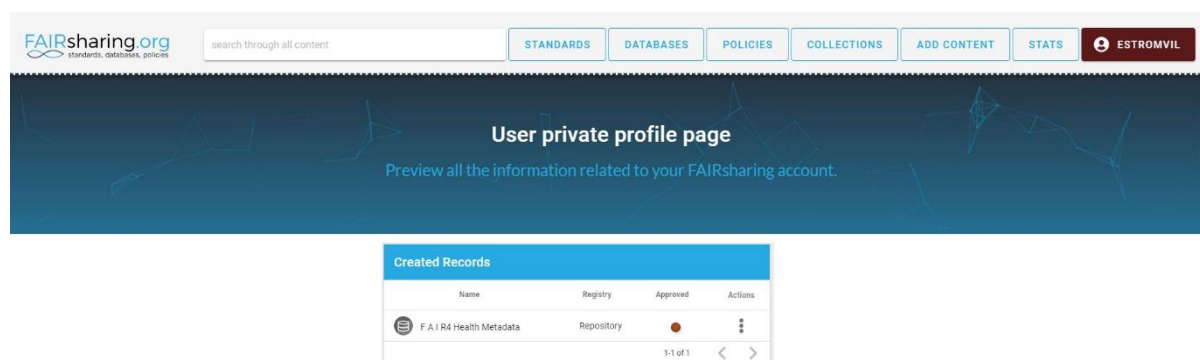 FAIRsharing.org
standards, databases, policies
search through all content
STANDARDS
DATABASES
POLICIES
COLLECTIONS
ADD CONTENT
STATS
ESTROMVIL
User private profile page
Preview all the information related to your FAIRsharing account.
Created Records
Name Registry Approved Actions
F A I R4 Health Metadata Repository
1-1 of 1